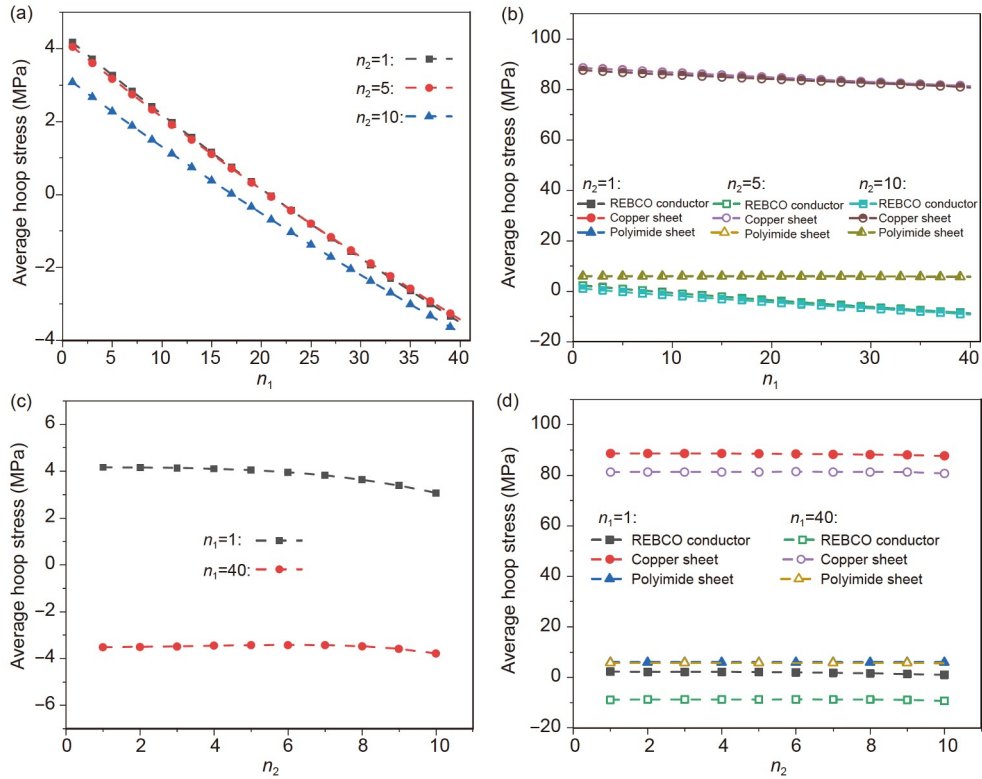 (a)
4
2
0
−2
−4
0
5
10
15
20
25
30
35
40
Average hoop stress (MPa)
n₁
n₂=1:
n₂=5:
n₂=10:
(b)
100
80
60
40
20
0
−20
0
10
20
30
40
Average hoop stress (MPa)
n₁
n₂=1: n₂=5: n₂=10:
REBCO conductor REBCO conductor REBCO conductor
Copper sheet Copper sheet Copper sheet
Polyimide sheet Polyimide sheet Polyimide sheet
(c)
6
4
2
0
−2
−4
−6
0
2
4
6
8
10
Average hoop stress (MPa)
n₂
n₁=1:
n₁=40:
(d)
100
80
60
40
20
0
−20
0
2
4
6
8
10
Average hoop stress (MPa)
n₂
n₁=1: n₁=40:
REBCO conductor REBCO conductor
Copper sheet Copper sheet
Polyimide sheet Polyimide sheet